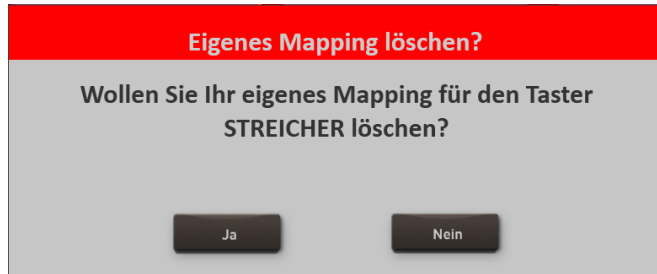 Eigenes Mapping löschen?
Wollen Sie Ihr eigenes Mapping für den Taster
STREICHER löschen?
Ja
Nein